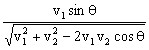 v₁ sin θ
√(v₁² + v₂² − 2v₁v₂ cos θ)